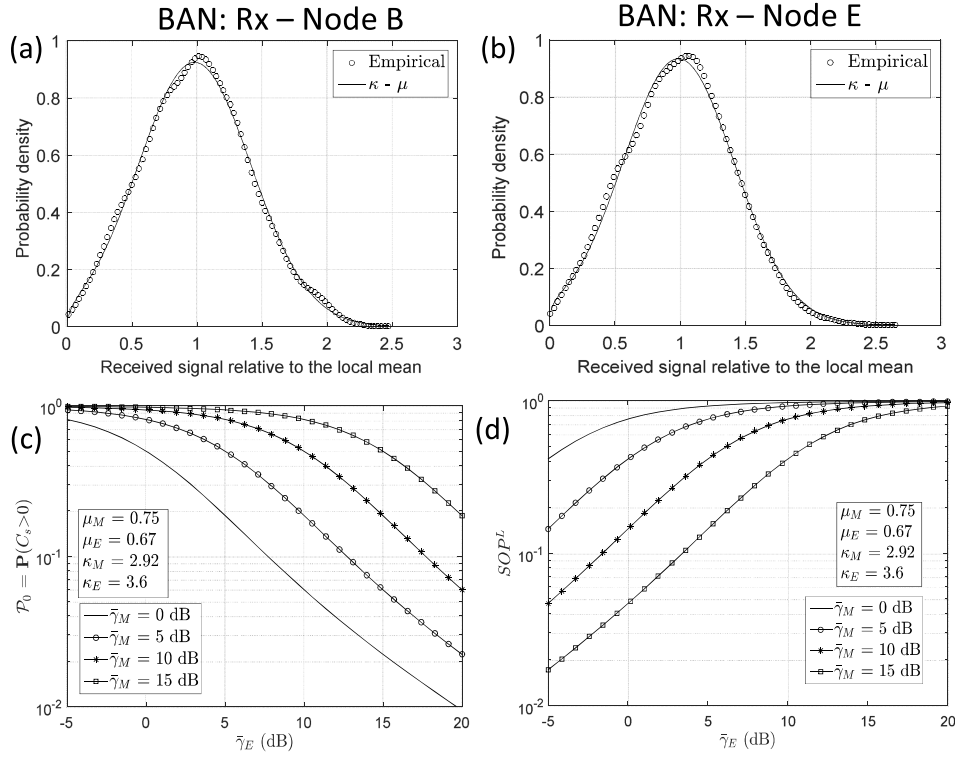 BAN: Rx – Node B
BAN: Rx – Node E
(a)
Probability density
1
0.8
0.6
0.4
0.2
0
0 0.5 1 1.5 2 2.5 3
Received signal relative to the local mean
Empirical
κ - μ
(b)
Probability density
1
0.8
0.6
0.4
0.2
0
0 0.5 1 1.5 2 2.5 3
Received signal relative to the local mean
Empirical
κ - μ
(c)
𝒫₀ = P(Cₛ>0)
10⁰
10⁻¹
10⁻²
-5 0 5 10 15 20
γ̄_E (dB)
μ_M = 0.75
μ_E = 0.67
κ_M = 2.92
κ_E = 3.6
γ̄_M = 0 dB
γ̄_M = 5 dB
γ̄_M = 10 dB
γ̄_M = 15 dB
(d)
SOP^L
10⁰
10⁻¹
10⁻²
-5 0 5 10 15 20
γ̄_E (dB)
μ_M = 0.75
μ_E = 0.67
κ_M = 2.92
κ_E = 3.6
γ̄_M = 0 dB
γ̄_M = 5 dB
γ̄_M = 10 dB
γ̄_M = 15 dB